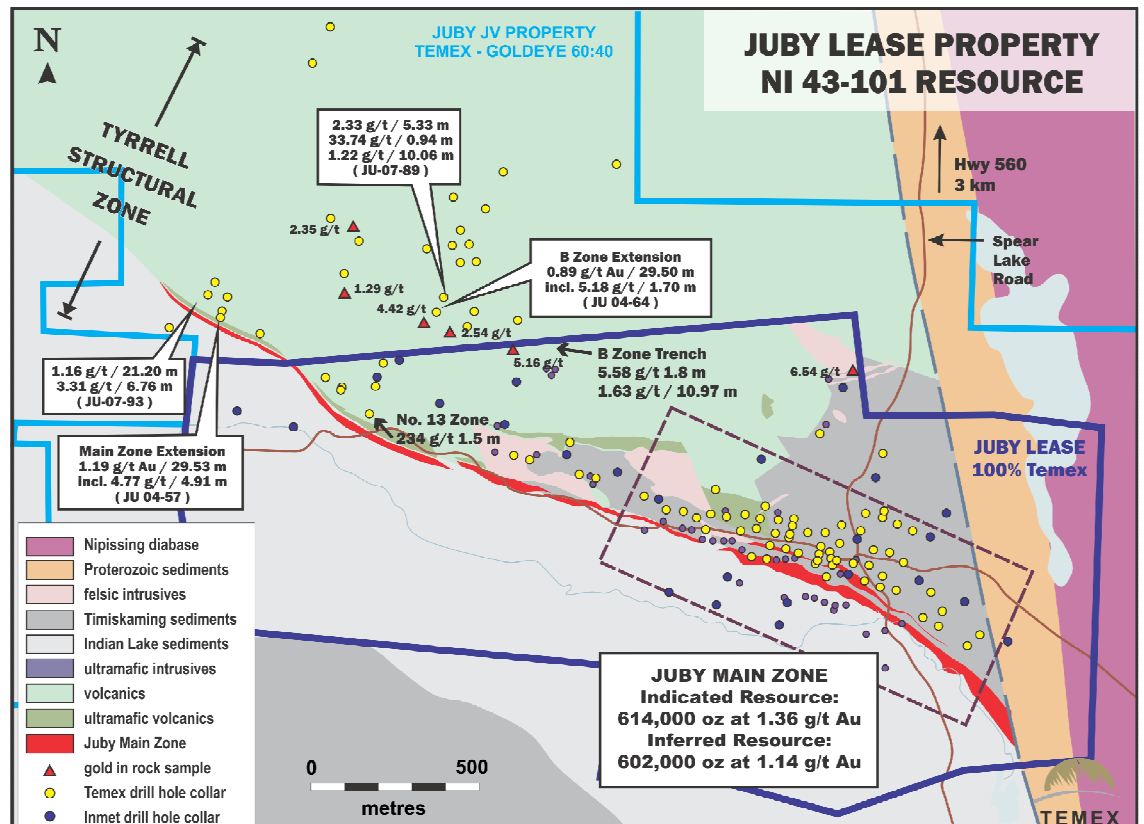 N
JUBY JV PROPERTY
TEMEX - GOLDEYE 60:40
JUBY LEASE PROPERTY
NI 43-101 RESOURCE
TYRRELL
STRUCTURAL
ZONE
2.33 g/t / 5.33 m
33.74 g/t / 0.94 m
1.22 g/t / 10.06 m
( JU-07-89 )
Hwy 560
3 km
Spear
Lake
Road
2.35 g/t
B Zone Extension
0.89 g/t Au / 29.50 m
incl. 5.18 g/t / 1.70 m
( JU 04-64 )
1.29 g/t
4.42 g/t
2.54 g/t
5.16 g/t
B Zone Trench
5.58 g/t 1.8 m
1.63 g/t / 10.97 m
6.54 g/t
1.16 g/t / 21.20 m
3.31 g/t / 6.76 m
( JU-07-93 )
No. 13 Zone
234 g/t 1.5 m
Main Zone Extension
1.19 g/t Au / 29.53 m
incl. 4.77 g/t / 4.91 m
( JU 04-57 )
JUBY LEASE
100% Temex
Nipissing diabase
Proterozoic sediments
felsic intrusives
Timiskaming sediments
Indian Lake sediments
ultramafic intrusives
volcanics
ultramafic volcanics
Juby Main Zone
gold in rock sample
Temex drill hole collar
Inmet drill hole collar
JUBY MAIN ZONE
Indicated Resource:
614,000 oz at 1.36 g/t Au
Inferred Resource:
602,000 oz at 1.14 g/t Au
0 500
metres
TEMEX